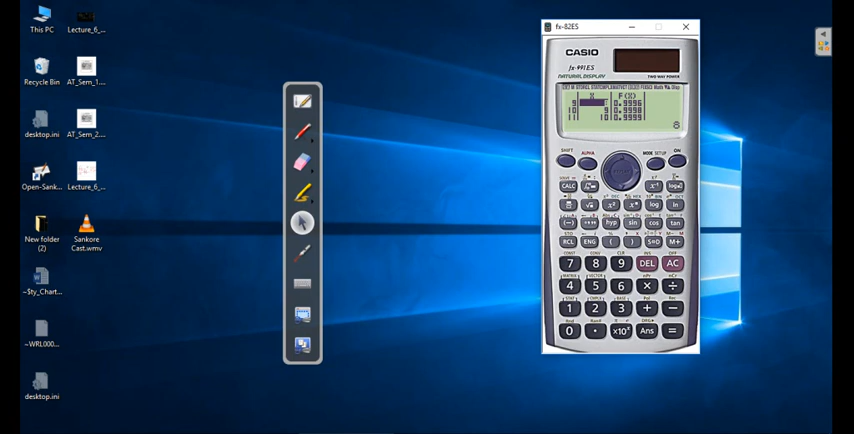 This PC
Lecture_6_...
Recycle Bin
AT_Sem_1....
desktop.ini
AT_Sem_2....
Open-Sank...
Lecture_6_...
New folder
(2)
Sankore
Cast.wmv
~$ty_Chart...
~WRL000...
desktop.ini
fx-82ES
CASIO
fx-991ES
NATURAL DISPLAY
TWO WAY POWER
X F(X)
9 0.9996
10 9 0.9998
11 10 0.9999
SHIFT
ALPHA
MODE SETUP
ON
CALC
x²
log
ln
(−)
hyp
sin
cos
tan
RCL
ENG
(
)
S⇔D
M+
7
8
9
DEL
AC
4
5
6
×
÷
1
2
3
+
−
0
.
×10ˣ
Ans
=